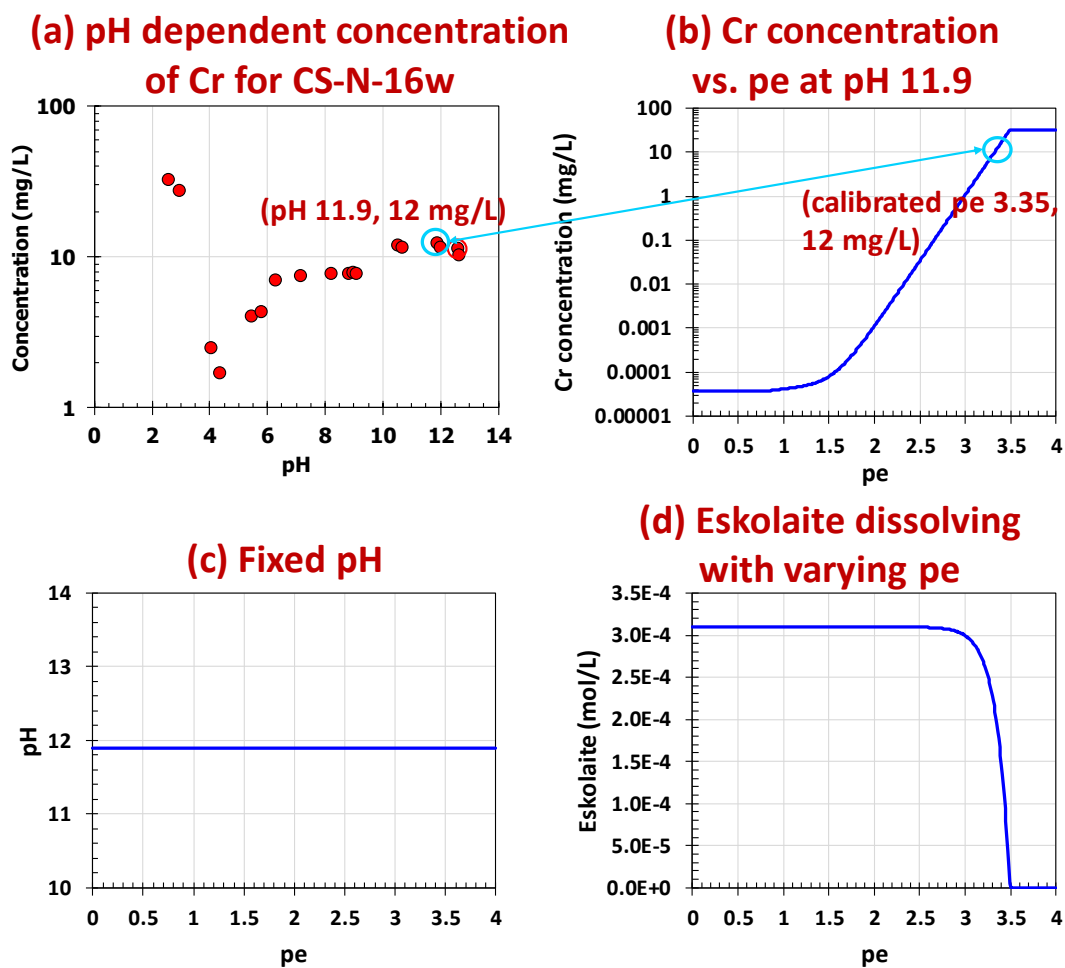 (a) pH dependent concentration
of Cr for CS-N-16w
100
10
1
Concentration (mg/L)
(pH 11.9, 12 mg/L)
0 2 4 6 8 10 12 14
pH
(b) Cr concentration
vs. pe at pH 11.9
100
10
1
0.1
0.01
0.001
0.0001
0.00001
Cr concentration (mg/L)
(calibrated pe 3.35,
12 mg/L)
0 0.5 1 1.5 2 2.5 3 3.5 4
pe
(c) Fixed pH
14
13
12
11
10
pH
0 0.5 1 1.5 2 2.5 3 3.5 4
pe
(d) Eskolaite dissolving
with varying pe
3.5E-4
3.0E-4
2.5E-4
2.0E-4
1.5E-4
1.0E-4
5.0E-5
0.0E+0
Eskolaite (mol/L)
0 0.5 1 1.5 2 2.5 3 3.5 4
pe